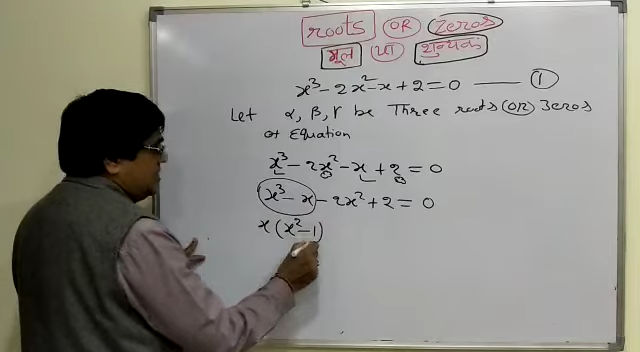 roots OR zeros
मूल या शून्यक
x³ - 2x² - x + 2 = 0 —— ①
Let α, β, γ be Three roots OR zeros
of Equation
x³ - 2x² - x + 2 = 0
x³ - x - 2x² + 2 = 0
x(x² - 1)